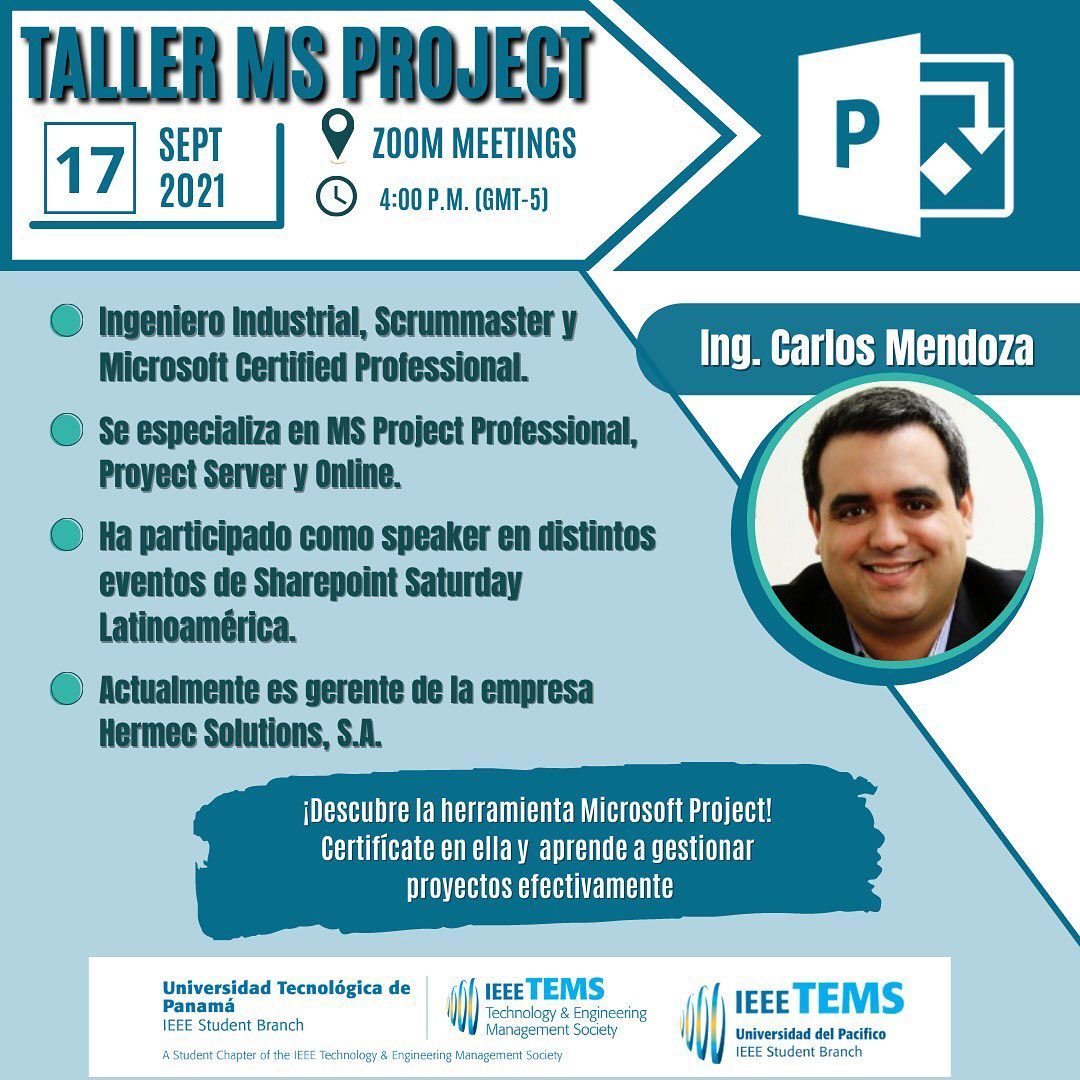 TALLER MS PROJECT
17
SEPT
2021
ZOOM MEETINGS
4:00 P.M. (GMT-5)
P
Ing. Carlos Mendoza
Ingeniero Industrial, Scrummaster y
Microsoft Certified Professional.
Se especializa en MS Project Professional,
Proyect Server y Online.
Ha participado como speaker en distintos
eventos de Sharepoint Saturday
Latinoamérica.
Actualmente es gerente de la empresa
Hermec Solutions, S.A.
¡Descubre la herramienta Microsoft Project!
Certifícate en ella y aprende a gestionar
proyectos efectivamente
Universidad Tecnológica de
Panamá
IEEE Student Branch
IEEE TEMS
Technology & Engineering
Management Society
A Student Chapter of the IEEE Technology & Engineering Management Society
IEEE TEMS
Universidad del Pacífico
IEEE Student Branch